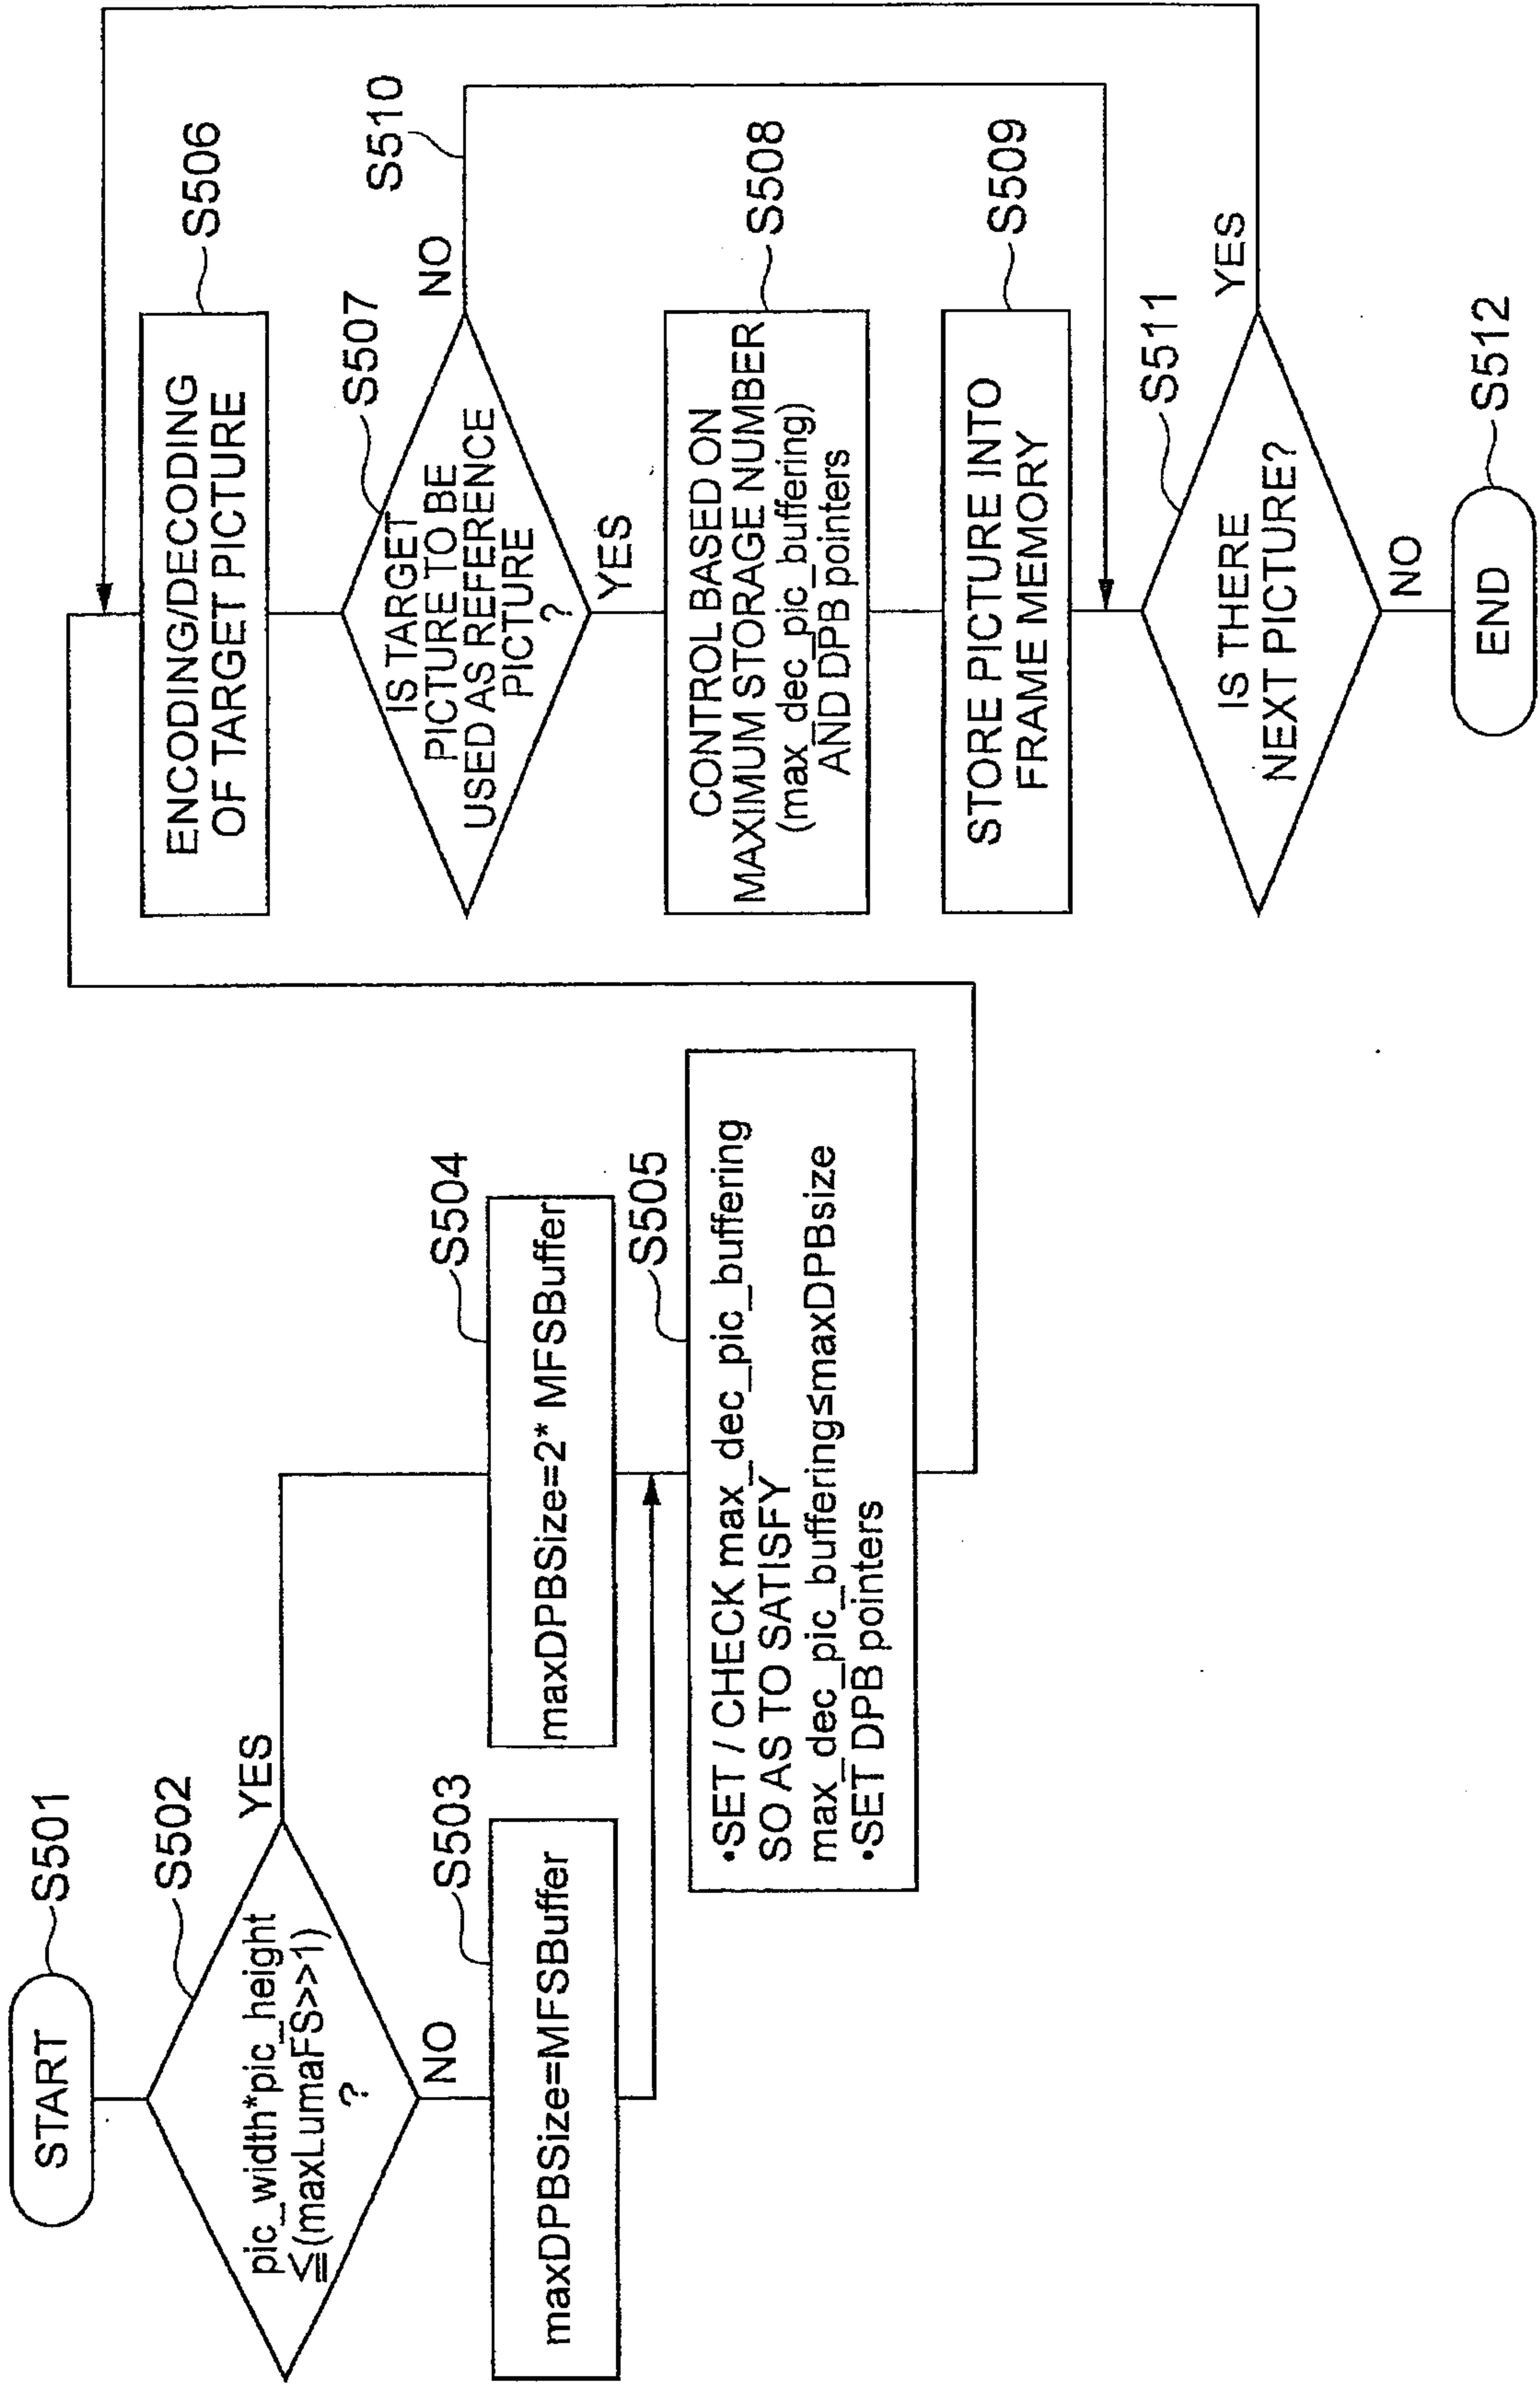 START
S501
pic_width*pic_height
≦(maxLumaFS>>1)
?
S502
YES
NO
S503
maxDPBSize=MFSBuffer
S504
maxDPBSize=2* MFSBuffer
S505
•SET / CHECK max_dec_pic_buffering
SO AS TO SATISFY
max_dec_pic_buffering≤maxDPBsize
•SET DPB pointers
S506
ENCODING/DECODING
OF TARGET PICTURE
S507
IS TARGET
PICTURE TO BE
USED AS REFERENCE
PICTURE
?
NO
S510
YES
S508
CONTROL BASED ON
MAXIMUM STORAGE NUMBER
(max_dec_pic_buffering)
AND DPB pointers
S509
STORE PICTURE INTO
FRAME MEMORY
S511
IS THERE
NEXT PICTURE?
YES
NO
END
S512